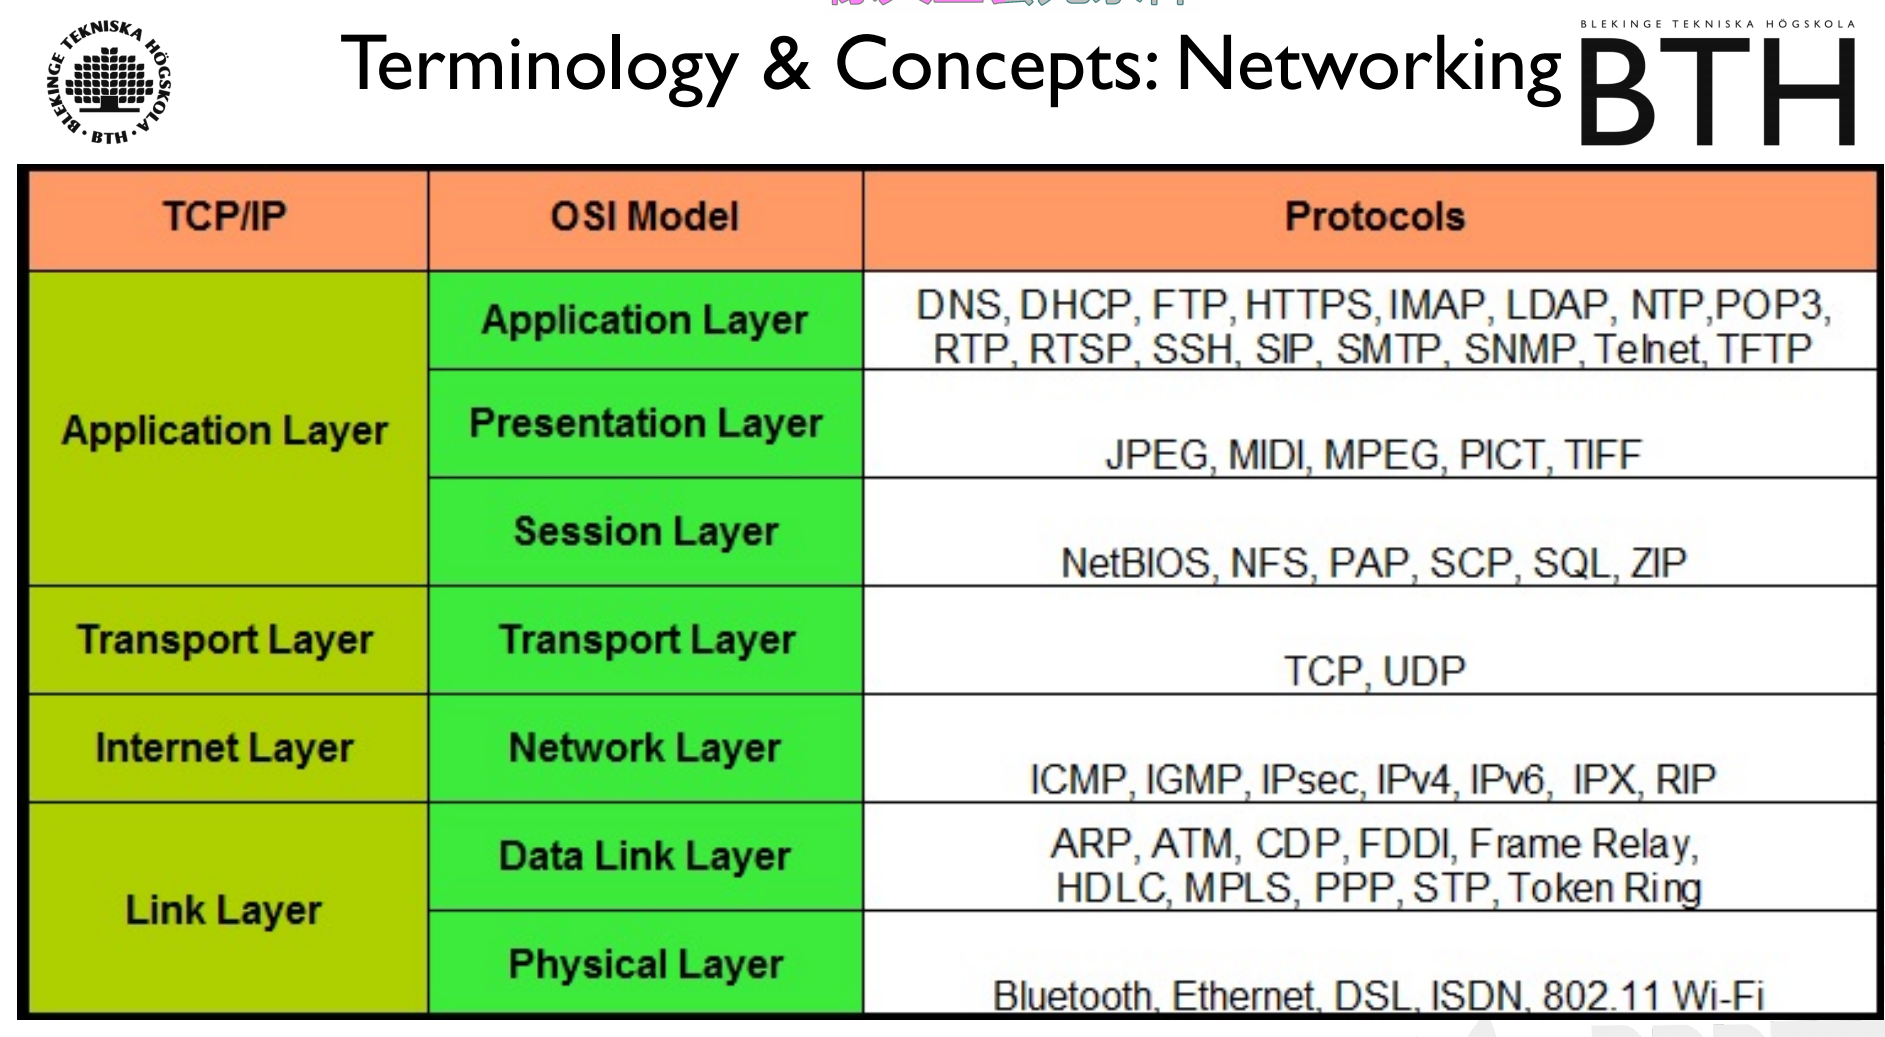 BLEKINGE TEKNISKA HÖGSKOLA
· BTH ·
Terminology & Concepts: Networking
BLEKINGE TEKNISKA HÖGSKOLA
BTH
TCP/IP
OSI Model
Protocols
Application Layer
Application Layer
DNS, DHCP, FTP, HTTPS, IMAP, LDAP, NTP,POP3,
RTP, RTSP, SSH, SIP, SMTP, SNMP, Telnet, TFTP
Presentation Layer
JPEG, MIDI, MPEG, PICT, TIFF
Session Layer
NetBIOS, NFS, PAP, SCP, SQL, ZIP
Transport Layer
Transport Layer
TCP, UDP
Internet Layer
Network Layer
ICMP, IGMP, IPsec, IPv4, IPv6, IPX, RIP
Link Layer
Data Link Layer
ARP, ATM, CDP, FDDI, Frame Relay,
HDLC, MPLS, PPP, STP, Token Ring
Physical Layer
Bluetooth, Ethernet, DSL, ISDN, 802.11 Wi-Fi